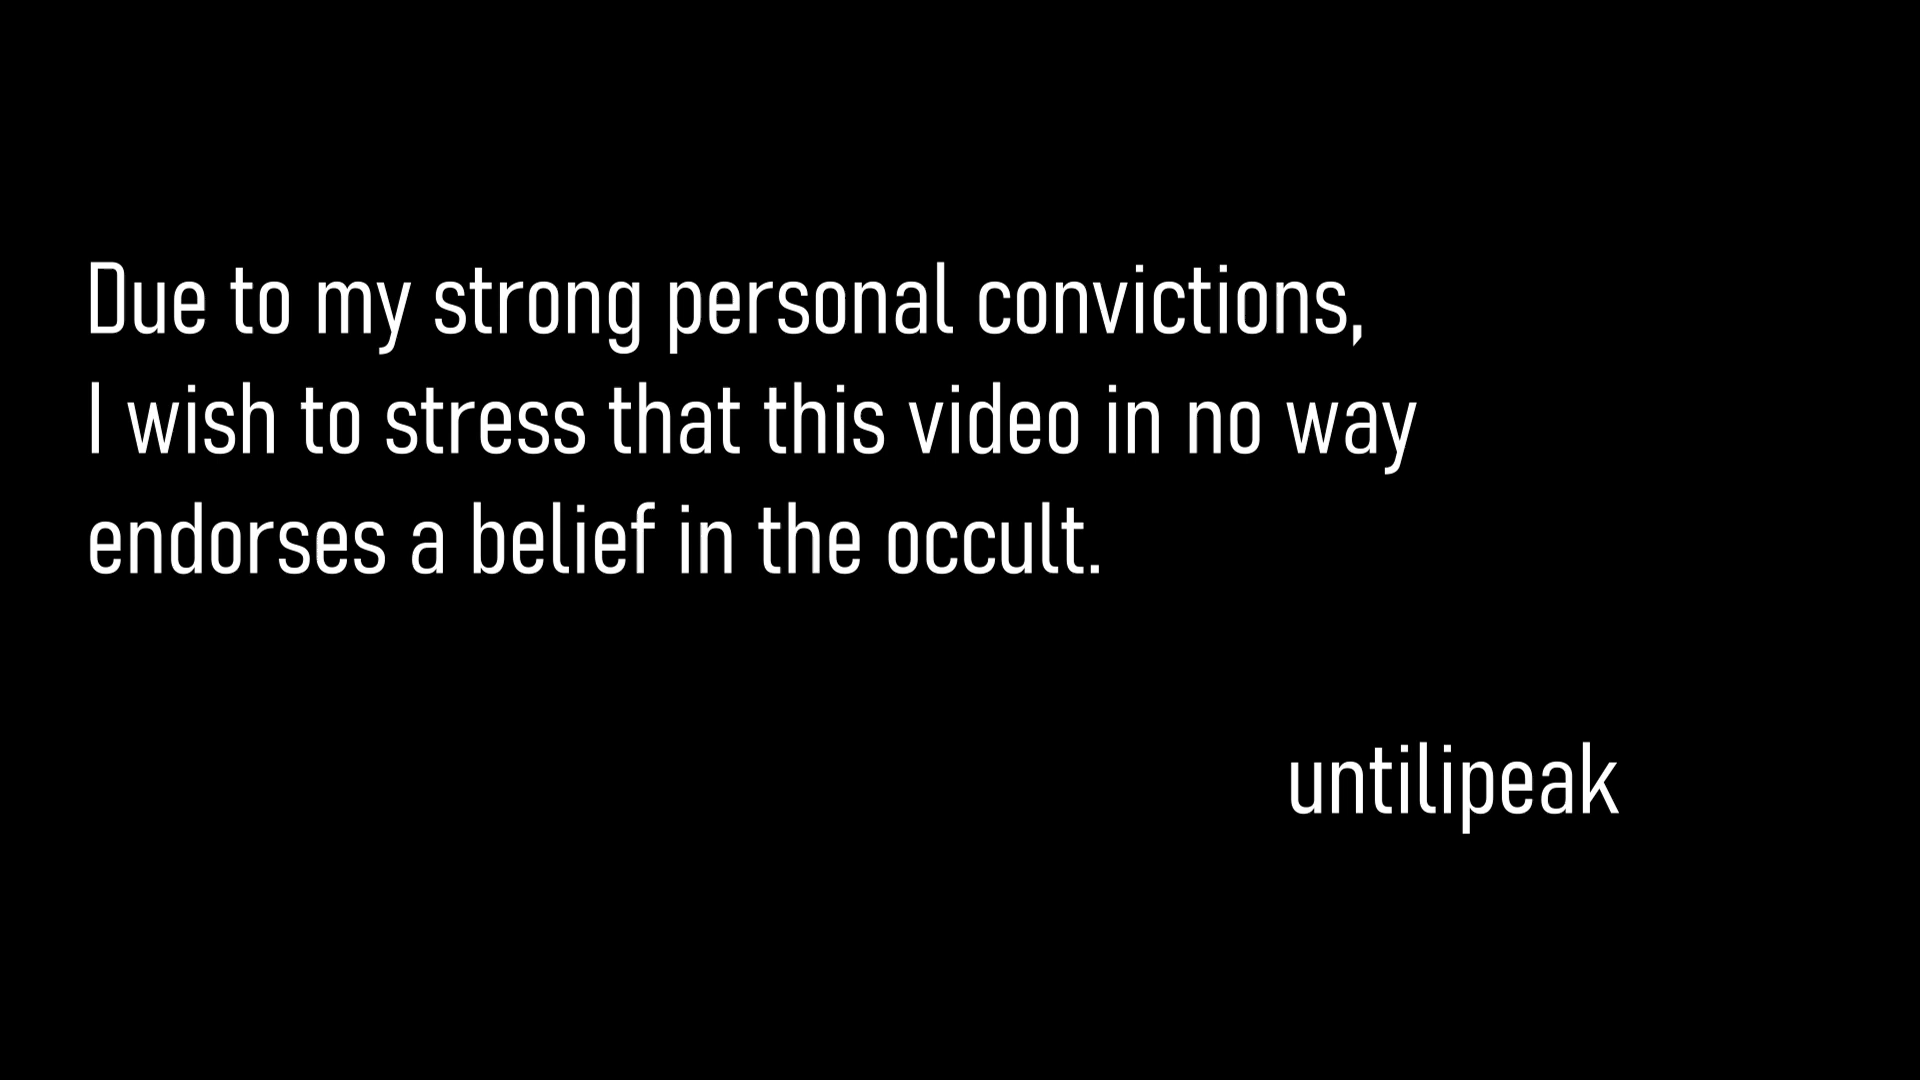 Due to my strong personal convictions,
I wish to stress that this video in no way
endorses a belief in the occult.
untilipeak